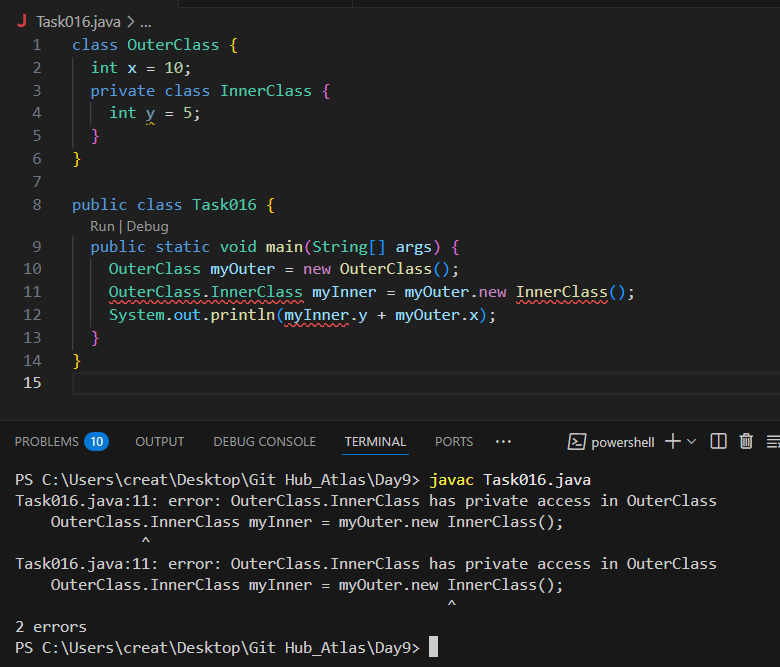 J Task016.java > ...
1 class OuterClass {
2   int x = 10;
3   private class InnerClass {
4     int y = 5;
5   }
6 }
7
8 public class Task016 {
Run | Debug
9   public static void main(String[] args) {
10     OuterClass myOuter = new OuterClass();
11     OuterClass.InnerClass myInner = myOuter.new InnerClass();
12     System.out.println(myInner.y + myOuter.x);
13   }
14 }
15
PROBLEMS 10 OUTPUT DEBUG CONSOLE TERMINAL PORTS ... powershell
PS C:\Users\creat\Desktop\Git Hub_Atlas\Day9> javac Task016.java
Task016.java:11: error: OuterClass.InnerClass has private access in OuterClass
    OuterClass.InnerClass myInner = myOuter.new InnerClass();
              ^
Task016.java:11: error: OuterClass.InnerClass has private access in OuterClass
    OuterClass.InnerClass myInner = myOuter.new InnerClass();
                                                ^
2 errors
PS C:\Users\creat\Desktop\Git Hub_Atlas\Day9>